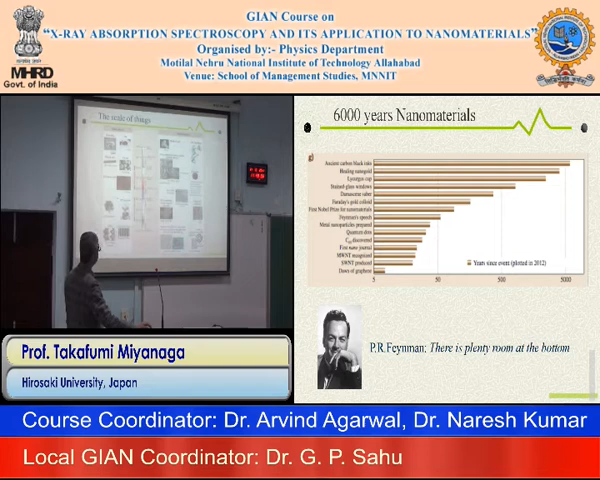 GIAN Course on
“X-RAY ABSORPTION SPECTROSCOPY AND ITS APPLICATION TO NANOMATERIALS”
Organised by:- Physics Department
Motilal Nehru National Institute of Technology Allahabad
Venue: School of Management Studies, MNNIT
MHRD
Govt. of India
The scale of things
6000 years Nanomaterials
Ancient carbon black inks
Healing nanogold
Lycurgus cup
Stained-glass windows
Damascene saber
Faraday's gold colloid
First Nobel Prize for nanomaterials
Feynman's speech
Metal nanoparticles prepared
Quantum dots
C60 discovered
First nano journal
MWNT recognized
SWNT produced
Dawn of graphene
Years since event (plotted in 2012)
5 50 500 5000
P.R.Feynman: There is plenty room at the bottom
Prof. Takafumi Miyanaga
Hirosaki University, Japan
Course Coordinator: Dr. Arvind Agarwal, Dr. Naresh Kumar
Local GIAN Coordinator: Dr. G. P. Sahu